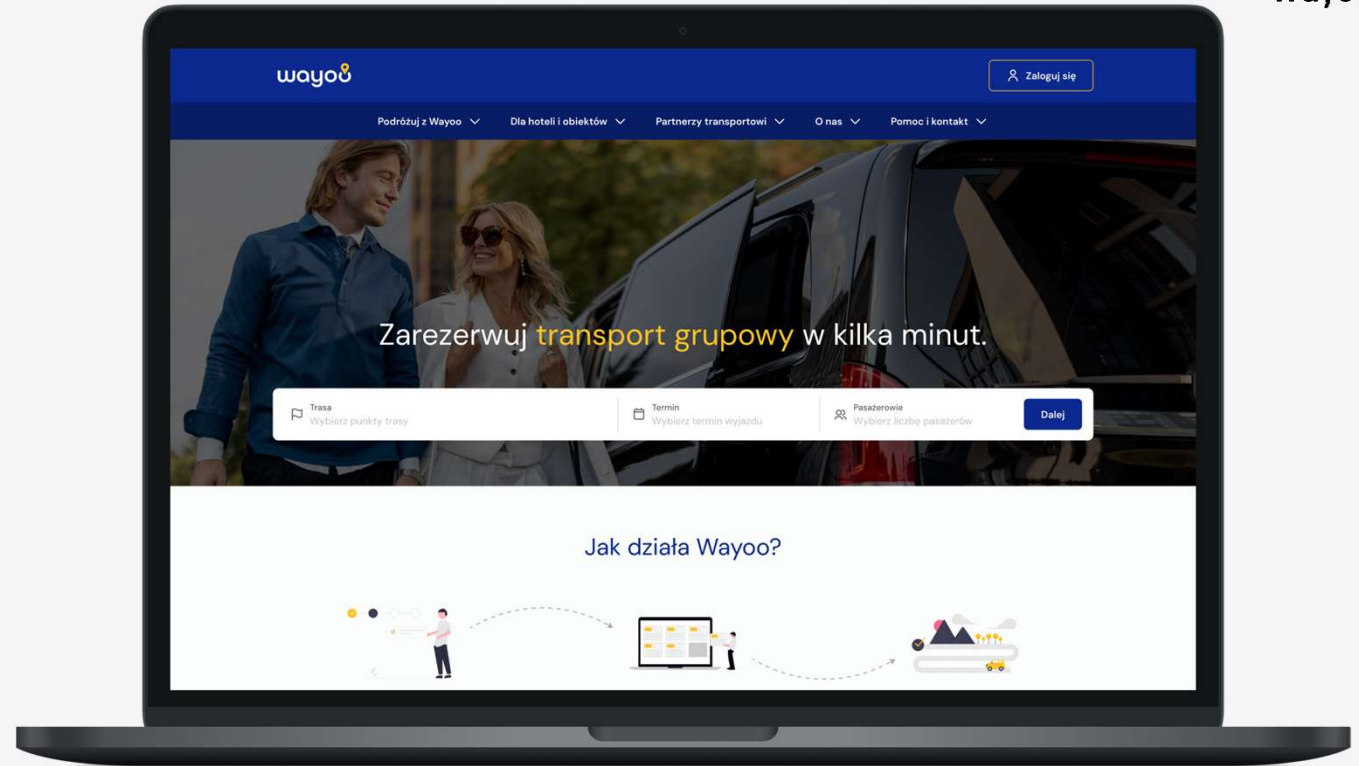 wayoo
Zaloguj się
Podróżuj z Wayoo
Dla hoteli i obiektów
Partnerzy transportowi
O nas
Pomoc i kontakt
Zarezerwuj transport grupowy w kilka minut.
Trasa
Wybierz punkty trasy
Termin
Wybierz termin wyjazdu
Pasażerowie
Wybierz liczbę pasażerów
Dalej
Jak działa Wayoo?